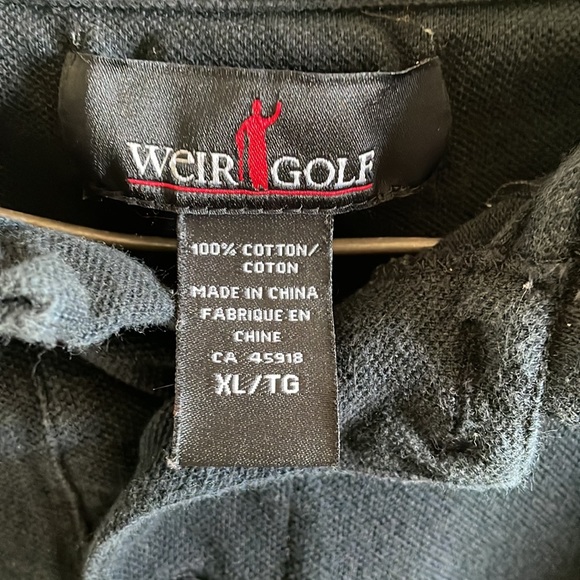 WeIR GOLF
100% COTTON/
COTON
MADE IN CHINA
FABRIQUE EN
CHINE
CA 45918
XL/TG